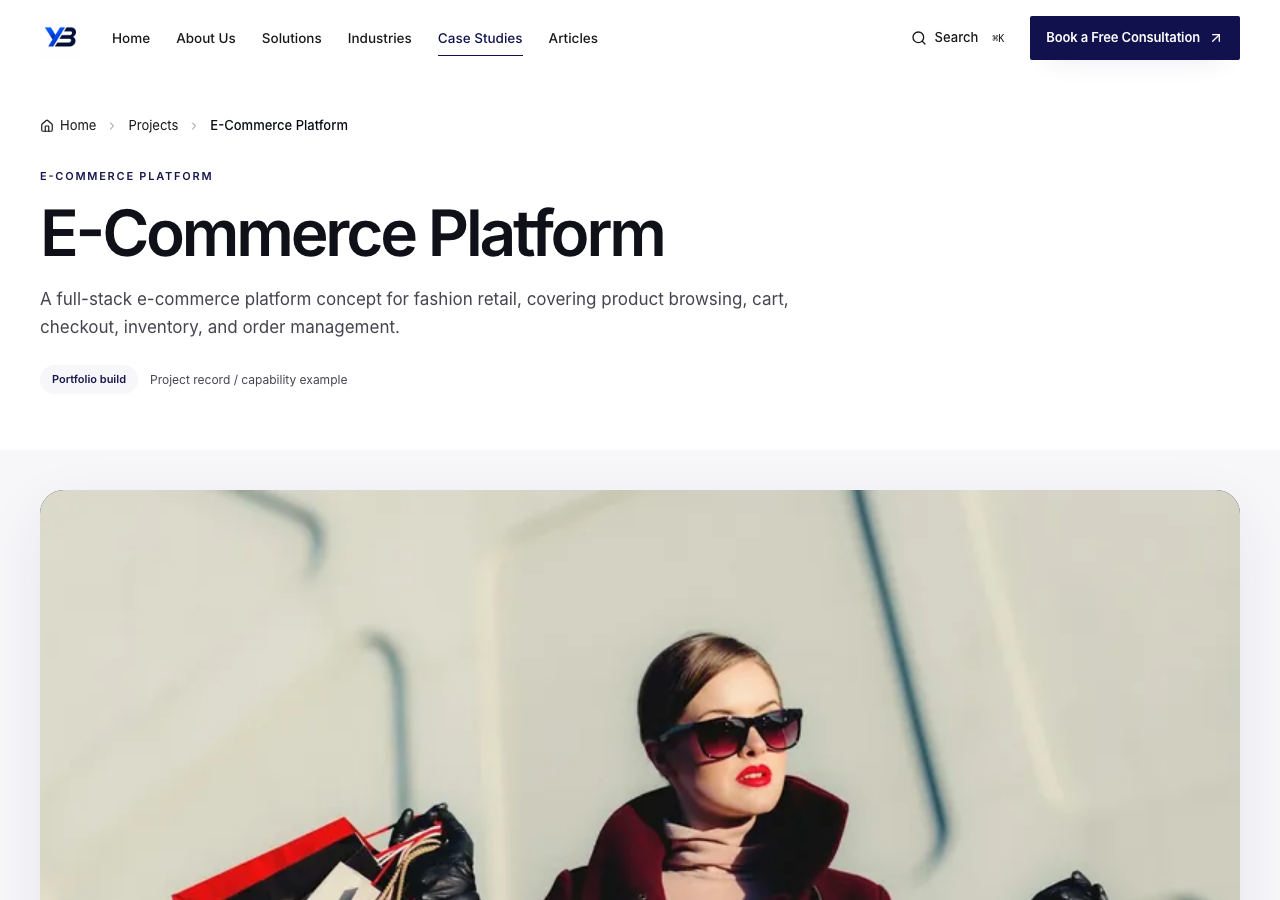 YB
Home
About Us
Solutions
Industries
Case Studies
Articles
Search ⌘K
Book a Free Consultation
Home
Projects
E-Commerce Platform
E-COMMERCE PLATFORM
E-Commerce Platform
A full-stack e-commerce platform concept for fashion retail, covering product browsing, cart,
checkout, inventory, and order management.
Portfolio build
Project record / capability example